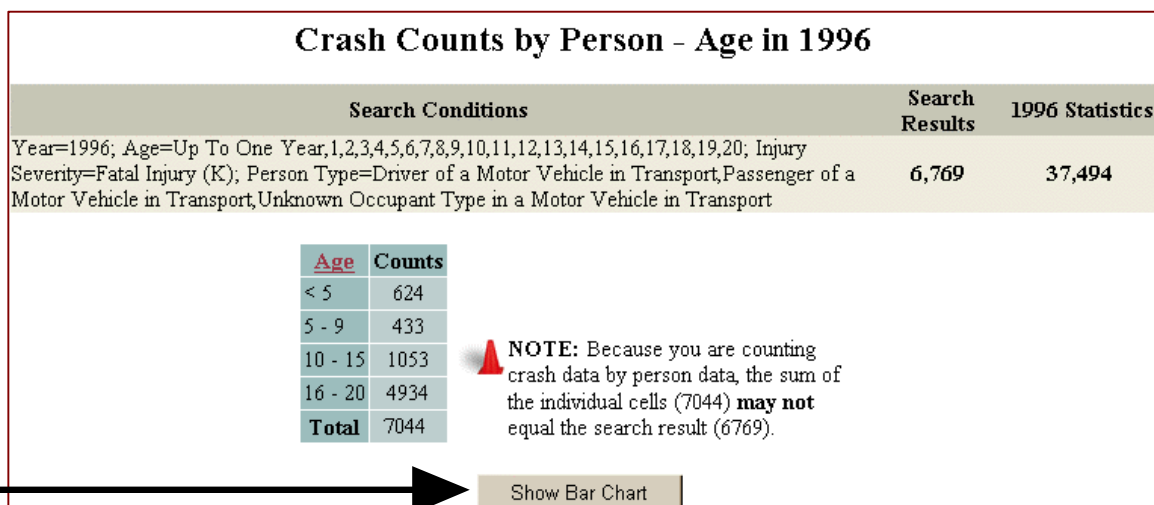 Crash Counts by Person - Age in 1996
Search Conditions Search Results 1996 Statistics
Year=1996; Age=Up To One Year,1,2,3,4,5,6,7,8,9,10,11,12,13,14,15,16,17,18,19,20; Injury
Severity=Fatal Injury (K); Person Type=Driver of a Motor Vehicle in Transport,Passenger of a
Motor Vehicle in Transport,Unknown Occupant Type in a Motor Vehicle in Transport
6,769 37,494
Age Counts
< 5 624
5 - 9 433
10 - 15 1053
16 - 20 4934
Total 7044
NOTE: Because you are counting
crash data by person data, the sum of
the individual cells (7044) may not
equal the search result (6769).
Show Bar Chart